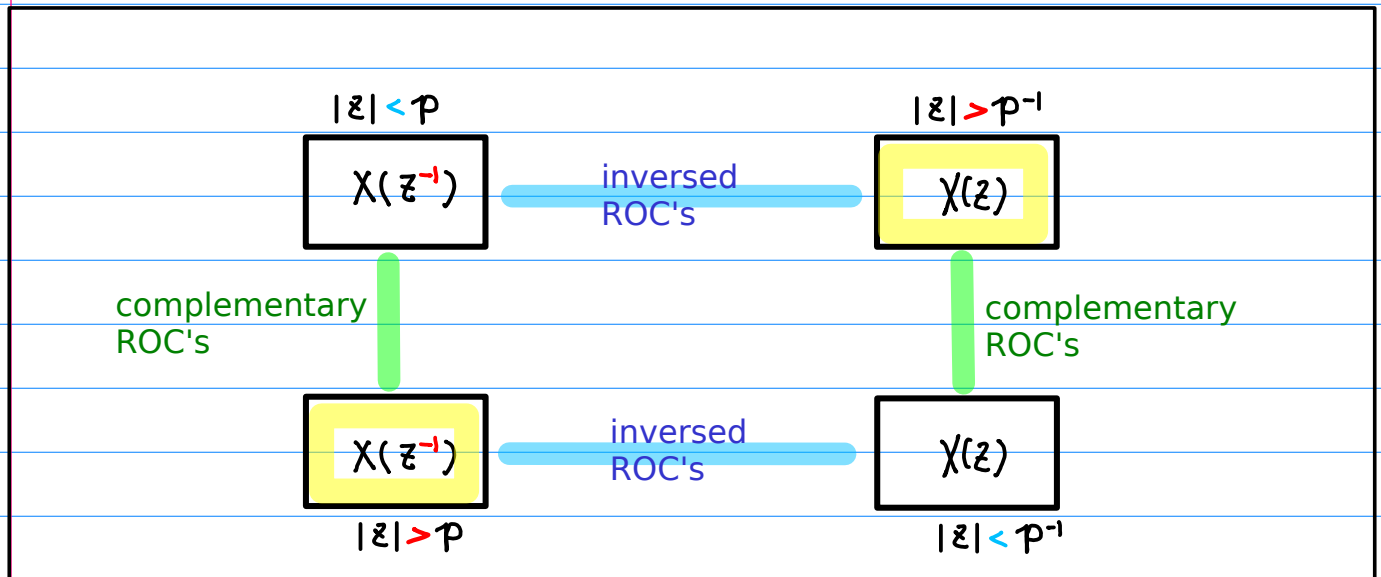 |z| < p
|z| > p⁻¹
X(z⁻¹)
inversed
ROC's
X(z)
complementary
ROC's
complementary
ROC's
X(z⁻¹)
inversed
ROC's
X(z)
|z| > p
|z| < p⁻¹